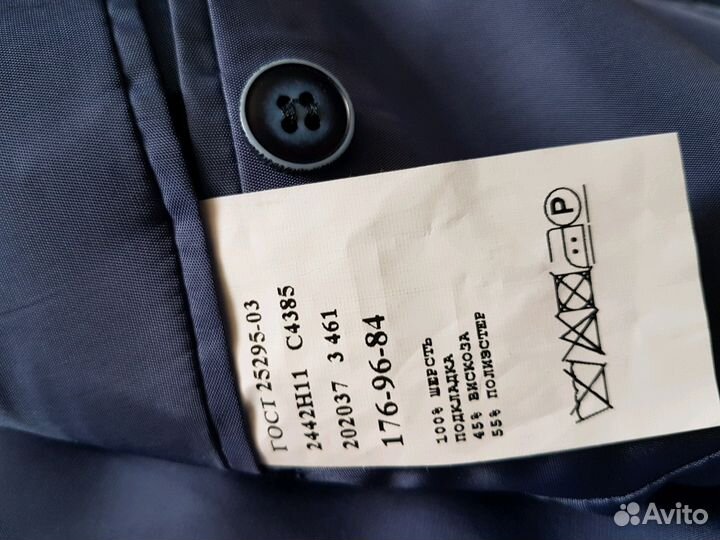 ГОСТ 25295-03
2442Н11 С4385
202037 3 461
176-96-84
100% ШЕРСТЬ
ПОДКЛАДКА
45% ВИСКОЗА
55% ПОЛИЭСТЕР
P
Avito